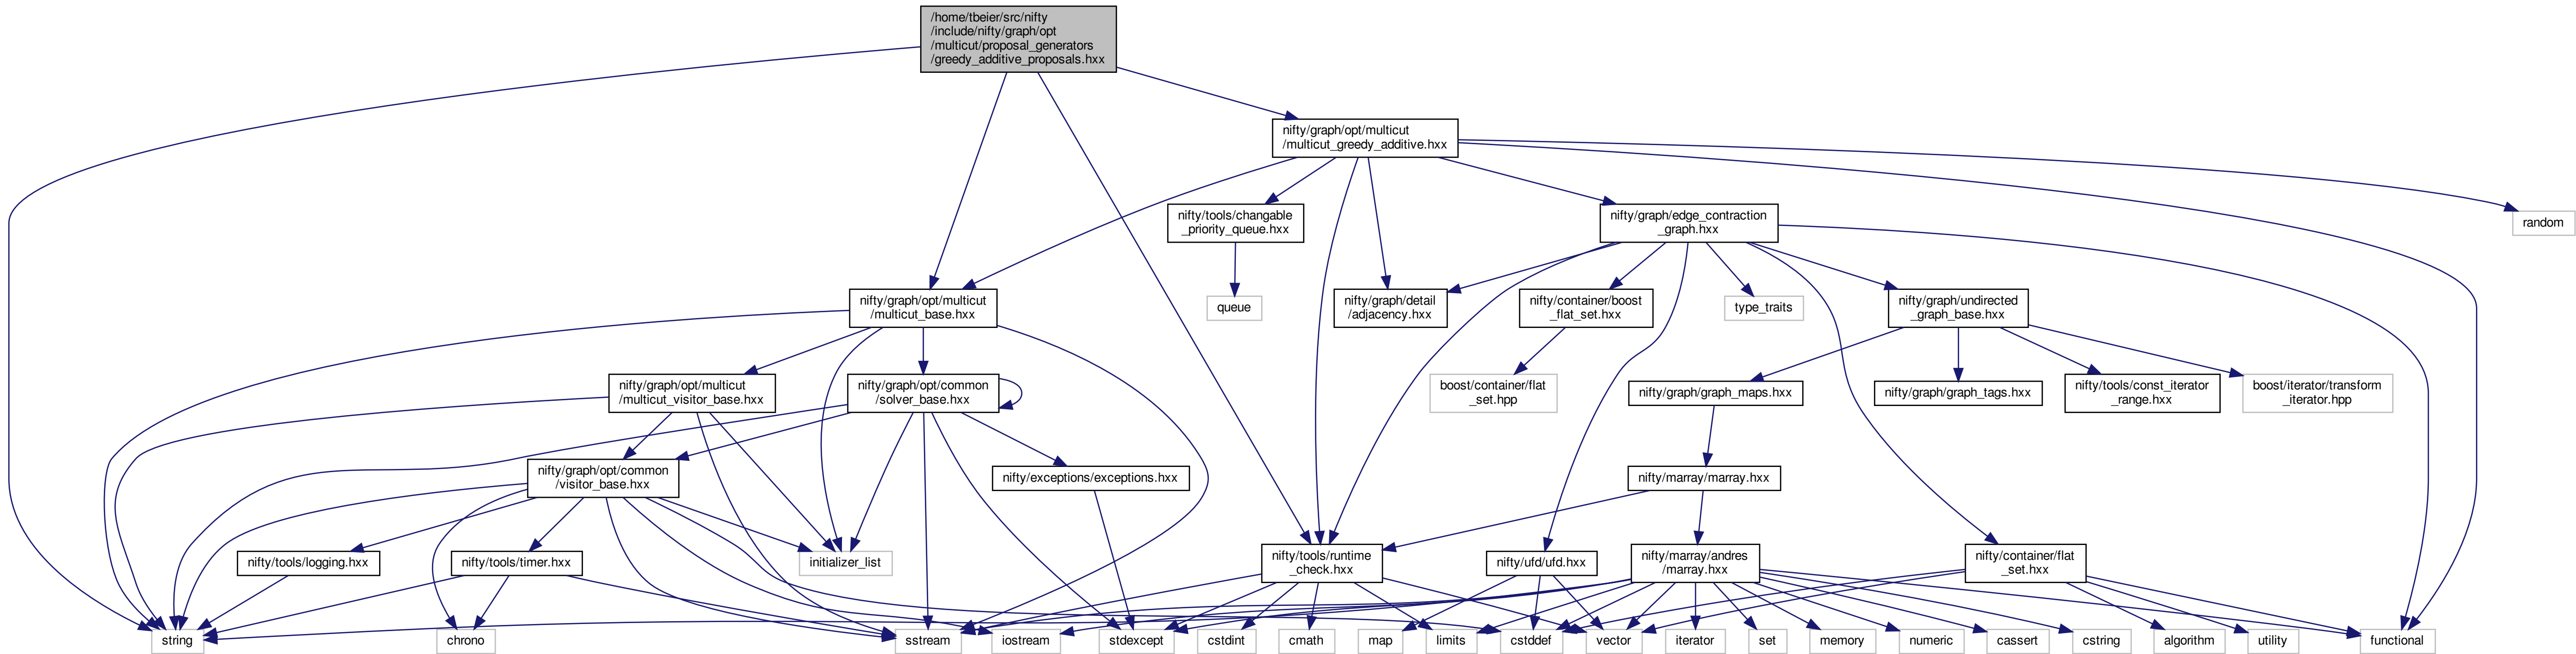 /home/tbeier/src/nifty
/include/nifty/graph/opt
/multicut/proposal_generators
/greedy_additive_proposals.hxx
nifty/graph/opt/multicut
/multicut_greedy_additive.hxx
nifty/tools/changable
_priority_queue.hxx
nifty/graph/edge_contraction
_graph.hxx
random
nifty/graph/opt/multicut
/multicut_base.hxx
queue
nifty/graph/detail
/adjacency.hxx
nifty/container/boost
_flat_set.hxx
type_traits
nifty/graph/undirected
_graph_base.hxx
nifty/graph/opt/multicut
/multicut_visitor_base.hxx
nifty/graph/opt/common
/solver_base.hxx
boost/container/flat
_set.hpp
nifty/graph/graph_maps.hxx
nifty/graph/graph_tags.hxx
nifty/tools/const_iterator
_range.hxx
boost/iterator/transform
_iterator.hpp
nifty/graph/opt/common
/visitor_base.hxx
nifty/exceptions/exceptions.hxx
nifty/marray/marray.hxx
nifty/tools/logging.hxx
nifty/tools/timer.hxx
initializer_list
nifty/tools/runtime
_check.hxx
nifty/ufd/ufd.hxx
nifty/marray/andres
/marray.hxx
nifty/container/flat
_set.hxx
string
chrono
sstream
iostream
stdexcept
cstdint
cmath
map
limits
cstddef
vector
iterator
set
memory
numeric
cassert
cstring
algorithm
utility
functional